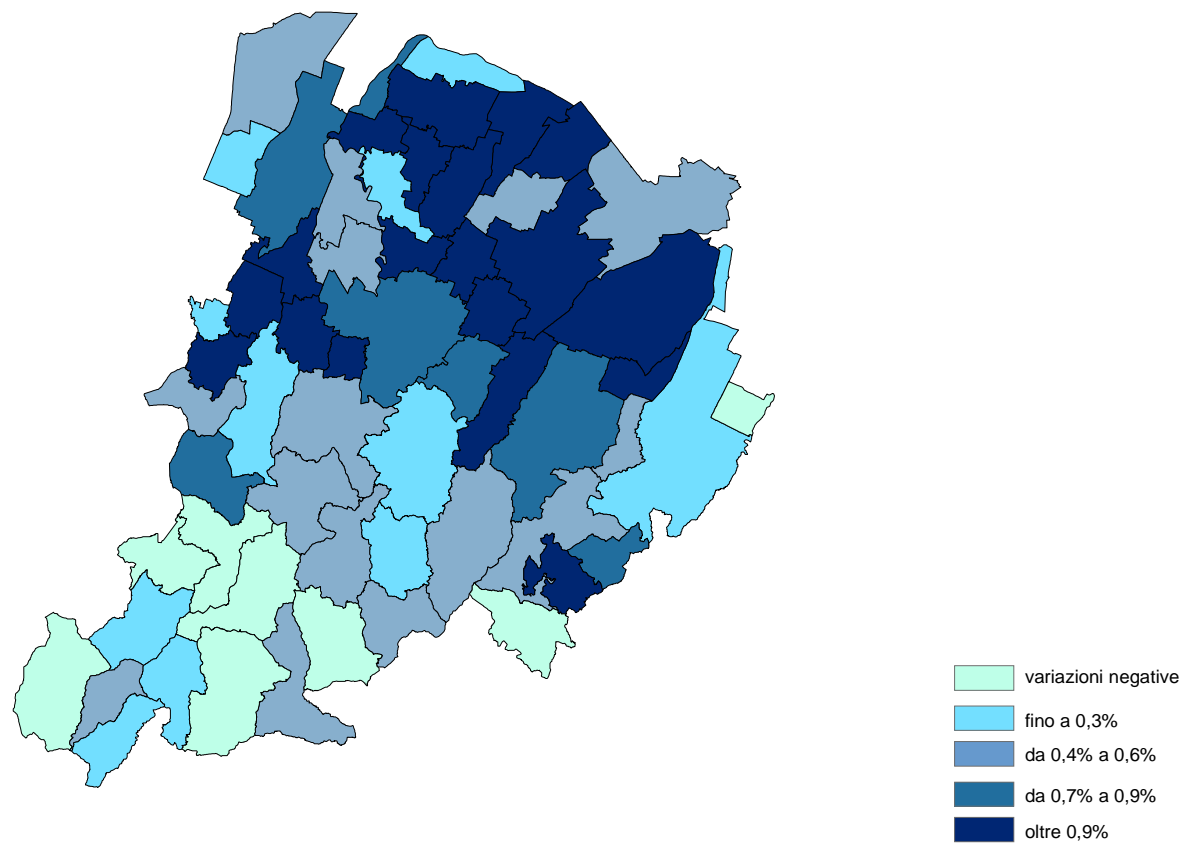 variazioni negative
fino a 0,3%
da 0,4% a 0,6%
da 0,7% a 0,9%
oltre 0,9%